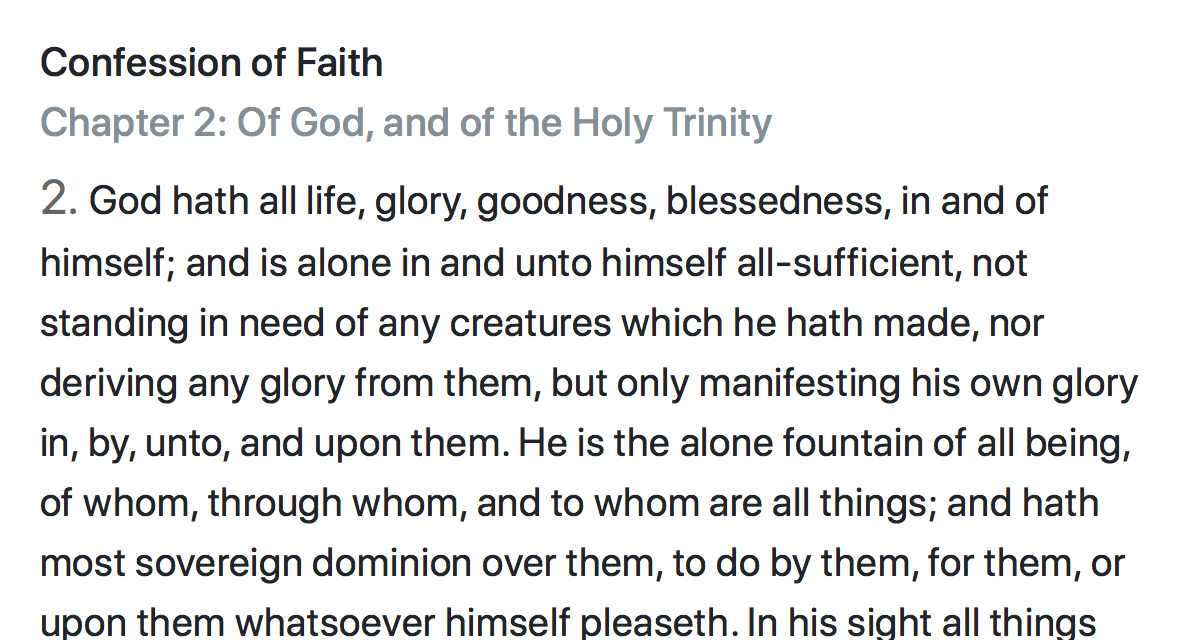 Confession of Faith
Chapter 2: Of God, and of the Holy Trinity
2. God hath all life, glory, goodness, blessedness, in and of
himself; and is alone in and unto himself all-sufficient, not
standing in need of any creatures which he hath made, nor
deriving any glory from them, but only manifesting his own glory
in, by, unto, and upon them. He is the alone fountain of all being,
of whom, through whom, and to whom are all things; and hath
most sovereign dominion over them, to do by them, for them, or
upon them whatsoever himself pleaseth. In his sight all things